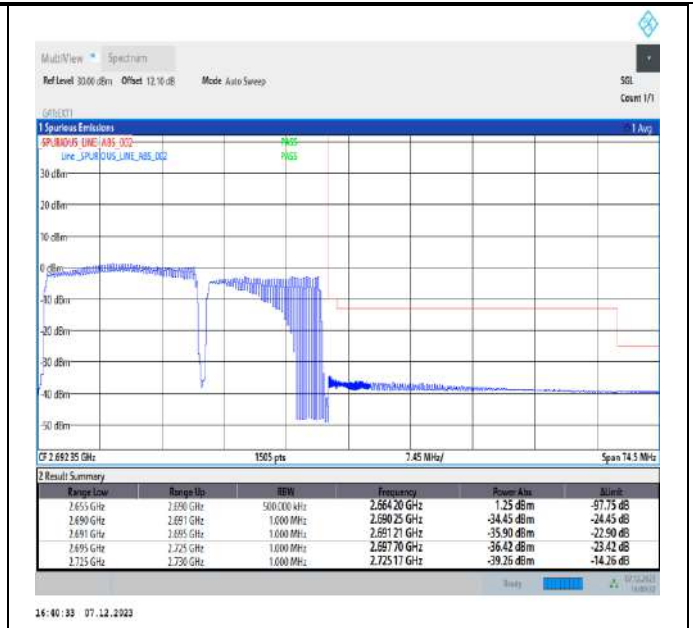 MultiView Spectrum
Ref Level 30.00 dBm Offset 12.10 dB Mode Auto Sweep SGL
Count 1/1
GATE:EXT1
1 Spurious Emissions 1 Avg
SPURIOUS_LINE_ABS_002 PASS
Line _SPURIOUS_LINE_ABS_002 PASS
30 dBm
20 dBm
10 dBm
0 dBm
-10 dBm
-20 dBm
-30 dBm
-40 dBm
-50 dBm
CF 2.692 35 GHz 1505 pts 7.45 MHz/ Span 74.5 MHz
2 Result Summary
Range Low Range Up RBW Frequency Power Abs ΔLimit
2.655 GHz 2.690 GHz 500.000 kHz 2.664 20 GHz 1.25 dBm -97.75 dB
2.690 GHz 2.691 GHz 1.000 MHz 2.690 25 GHz -34.45 dBm -24.45 dB
2.691 GHz 2.695 GHz 1.000 MHz 2.691 21 GHz -35.90 dBm -22.90 dB
2.695 GHz 2.725 GHz 1.000 MHz 2.697 70 GHz -36.42 dBm -23.42 dB
2.725 GHz 2.730 GHz 1.000 MHz 2.725 17 GHz -39.26 dBm -14.26 dB
Ready 07.12.2023
16:40:33 07.12.2023